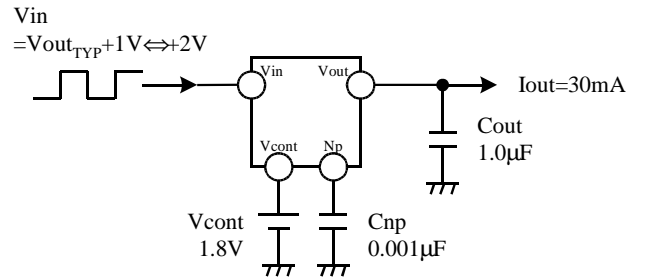 Vin
=VoutTYP+1V⇔+2V
Vin
Vout
Iout=30mA
Cout
1.0μF
Vcont
Np
Vcont
1.8V
Cnp
0.001μF